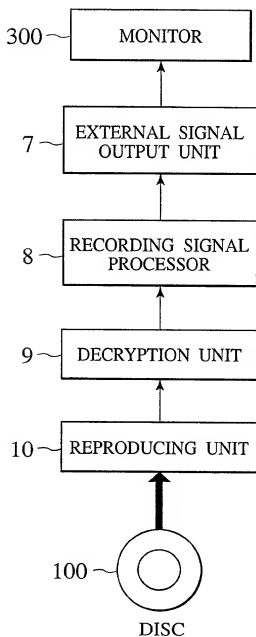 300
MONITOR
7
EXTERNAL SIGNAL
OUTPUT UNIT
8
RECORDING SIGNAL
PROCESSOR
9
DECRYPTION UNIT
10
REPRODUCING UNIT
100
DISC